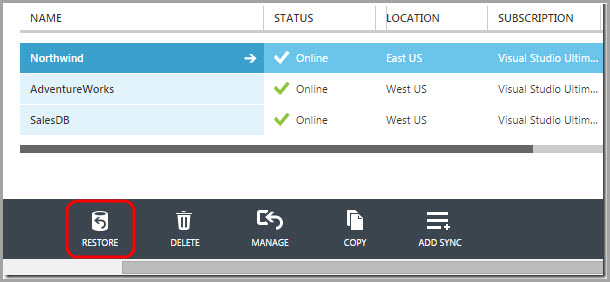 NAME STATUS LOCATION SUBSCRIPTION
Northwind Online East US Visual Studio Ultim...
AdventureWorks Online West US Visual Studio Ultim...
SalesDB Online West US Visual Studio Ultim...
RESTORE DELETE MANAGE COPY ADD SYNC